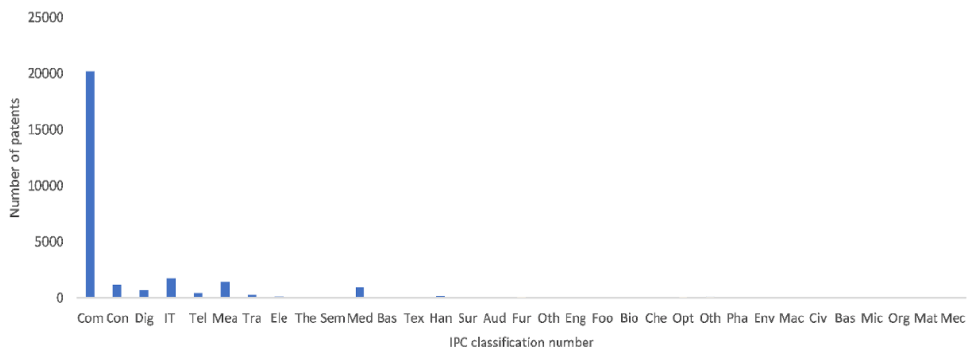 25000
20000
15000
10000
5000
0
Number of patents
Com Con Dig IT Tel Mea Tra Ele The Sem Med Bas Tex Han Sur Aud Fur Oth Eng Foo Bio Che Opt Oth Pha Env Mac Civ Bas Mic Org Mat Mec
IPC classification number